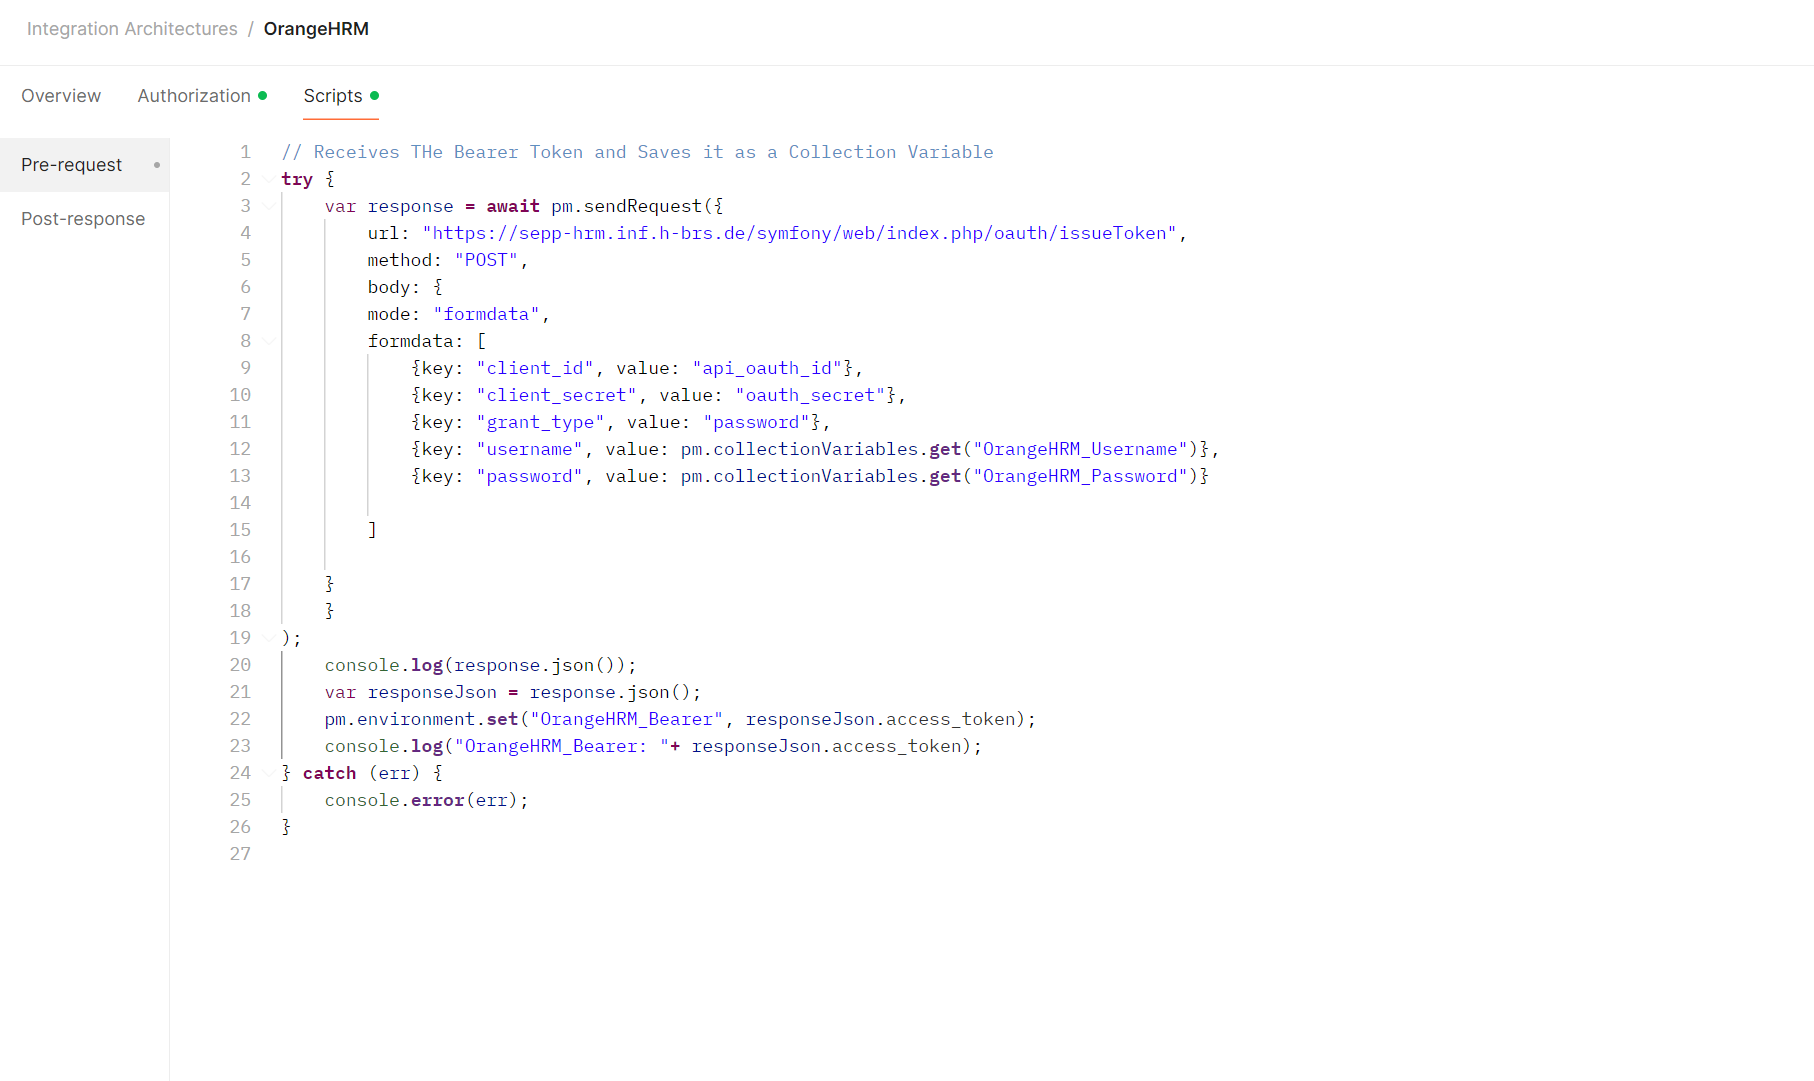 Integration Architectures / OrangeHRM
Overview Authorization Scripts
Pre-request
Post-response
1 // Receives THe Bearer Token and Saves it as a Collection Variable
2 try {
3     var response = await pm.sendRequest({
4         url: "https://sepp-hrm.inf.h-brs.de/symfony/web/index.php/oauth/issueToken",
5         method: "POST",
6         body: {
7         mode: "formdata",
8         formdata: [
9             {key: "client_id", value: "api_oauth_id"},
10             {key: "client_secret", value: "oauth_secret"},
11             {key: "grant_type", value: "password"},
12             {key: "username", value: pm.collectionVariables.get("OrangeHRM_Username")},
13             {key: "password", value: pm.collectionVariables.get("OrangeHRM_Password")}
14
15         ]
16
17     }
18     }
19 );
20     console.log(response.json());
21     var responseJson = response.json();
22     pm.environment.set("OrangeHRM_Bearer", responseJson.access_token);
23     console.log("OrangeHRM_Bearer: "+ responseJson.access_token);
24 } catch (err) {
25     console.error(err);
26 }
27